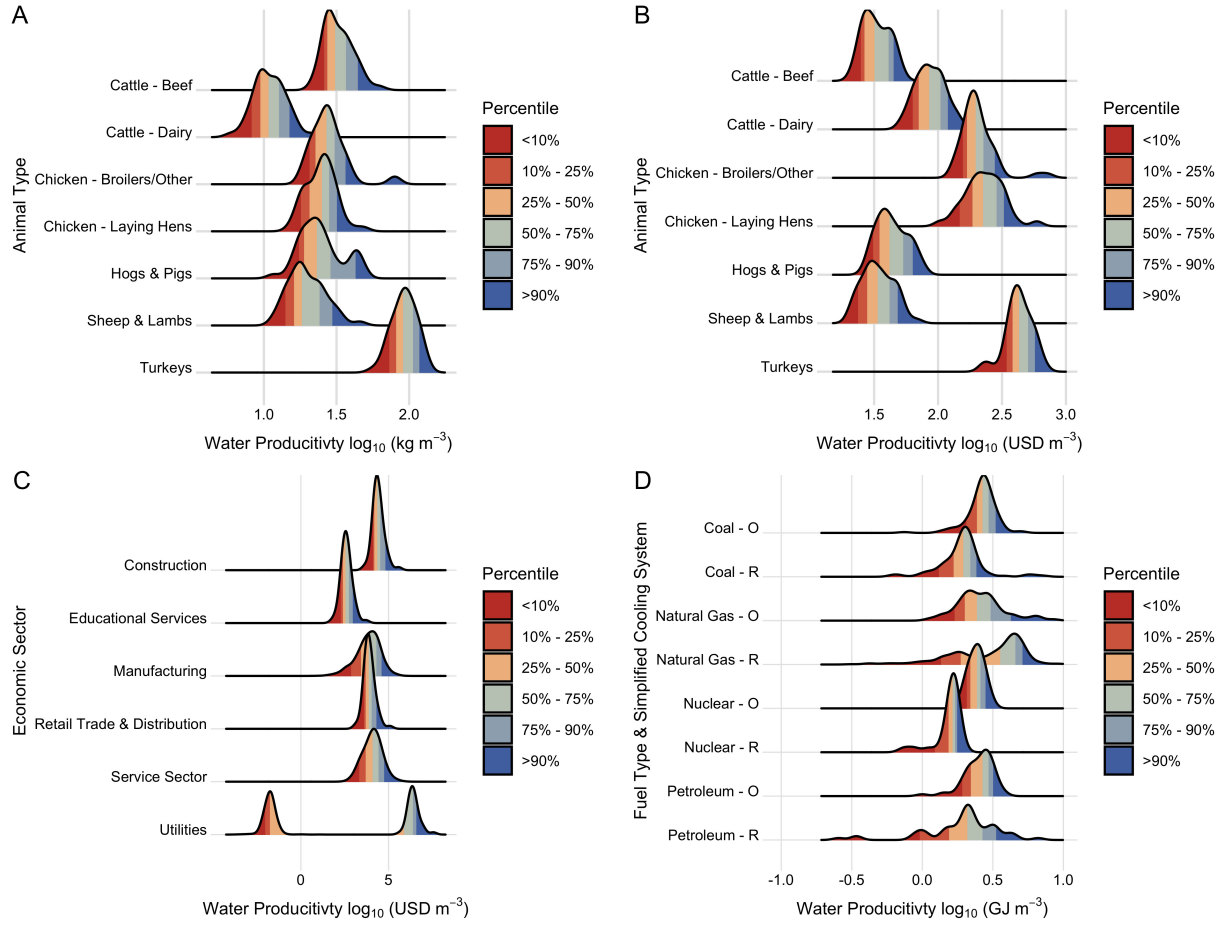 A
Cattle - Beef
Cattle - Dairy
Chicken - Broilers/Other
Chicken - Laying Hens
Hogs & Pigs
Sheep & Lambs
Turkeys
Animal Type
1.0 1.5 2.0
Water Producitivty log₁₀ (kg m⁻³)
Percentile
<10%
10% - 25%
25% - 50%
50% - 75%
75% - 90%
>90%
B
Cattle - Beef
Cattle - Dairy
Chicken - Broilers/Other
Chicken - Laying Hens
Hogs & Pigs
Sheep & Lambs
Turkeys
Animal Type
1.5 2.0 2.5 3.0
Water Producitivty log₁₀ (USD m⁻³)
Percentile
<10%
10% - 25%
25% - 50%
50% - 75%
75% - 90%
>90%
C
Construction
Educational Services
Manufacturing
Retail Trade & Distribution
Service Sector
Utilities
Economic Sector
0 5
Water Producitivty log₁₀ (USD m⁻³)
Percentile
<10%
10% - 25%
25% - 50%
50% - 75%
75% - 90%
>90%
D
Coal - O
Coal - R
Natural Gas - O
Natural Gas - R
Nuclear - O
Nuclear - R
Petroleum - O
Petroleum - R
Fuel Type & Simplified Cooling System
-1.0 -0.5 0.0 0.5 1.0
Water Producitivty log₁₀ (GJ m⁻³)
Percentile
<10%
10% - 25%
25% - 50%
50% - 75%
75% - 90%
>90%